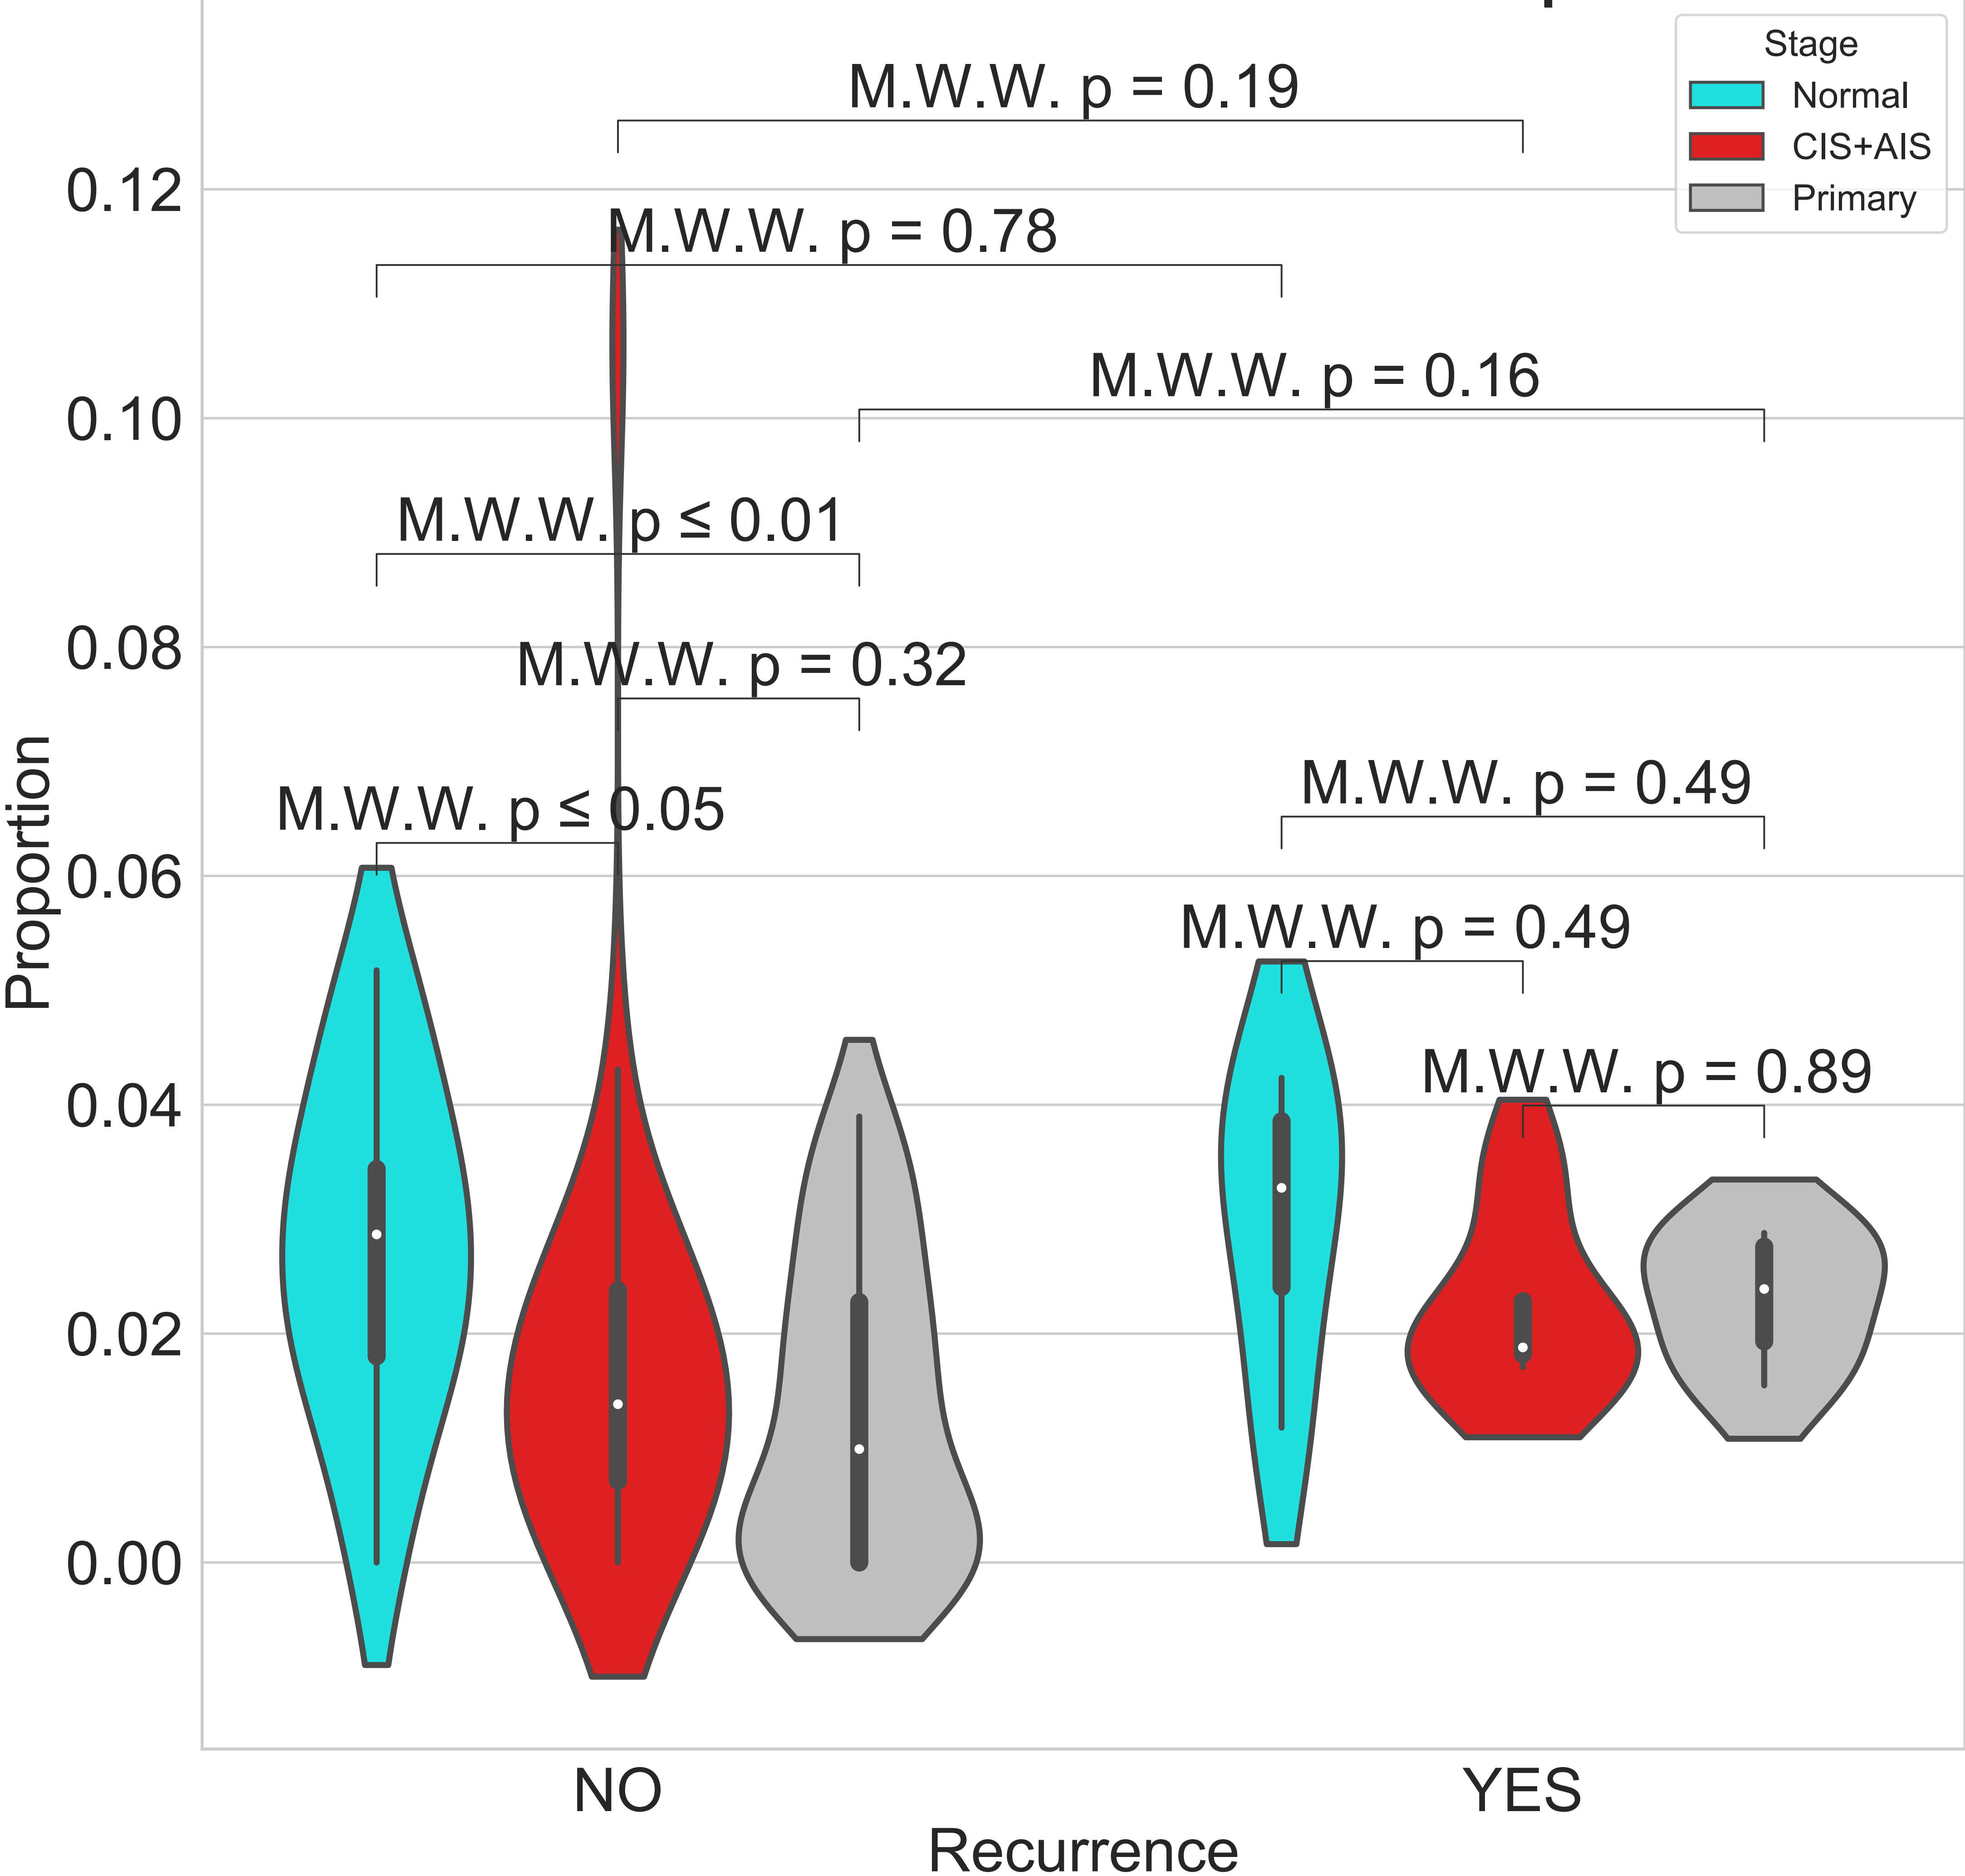 Stage
Normal
CIS+AIS
Primary
M.W.W. p = 0.19
M.W.W. p = 0.78
M.W.W. p = 0.16
M.W.W. p ≤ 0.01
M.W.W. p = 0.32
M.W.W. p ≤ 0.05
M.W.W. p = 0.49
M.W.W. p = 0.49
M.W.W. p = 0.89
0.12
0.10
0.08
0.06
0.04
0.02
0.00
Proportion
NO
YES
Recurrence